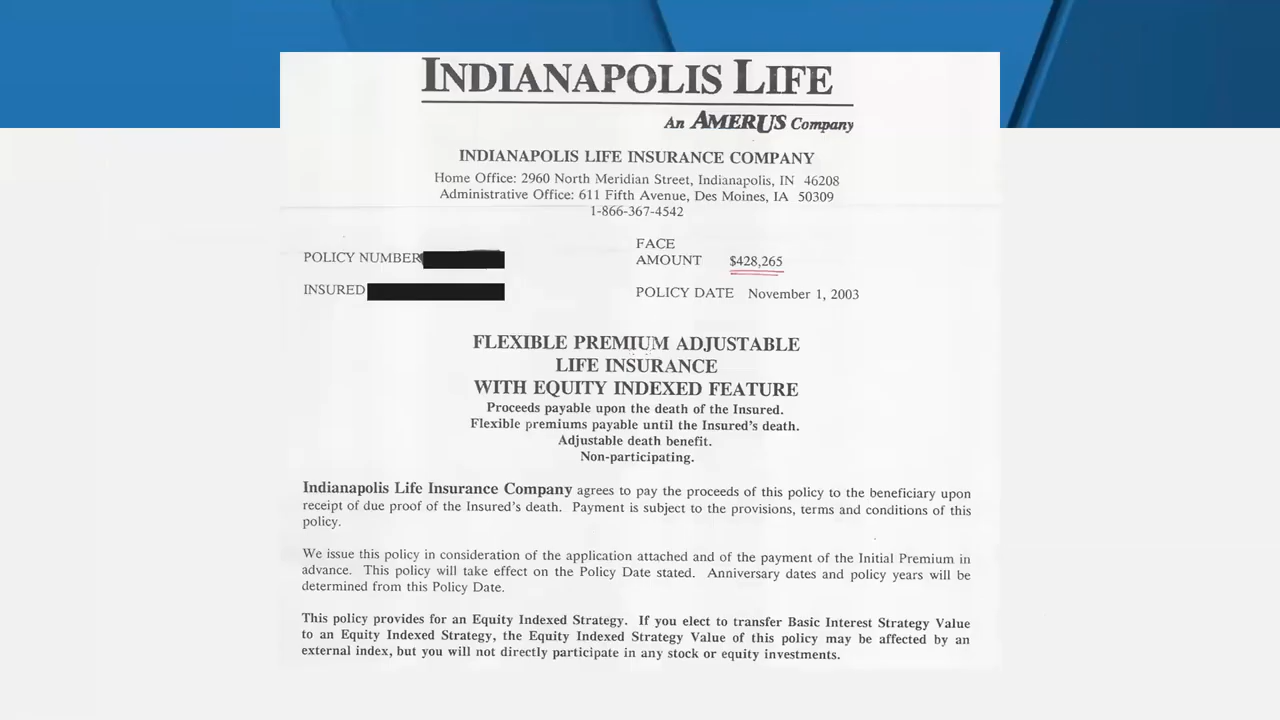 INDIANAPOLIS LIFE
An AMERUS Company
INDIANAPOLIS LIFE INSURANCE COMPANY
Home Office: 2960 North Meridian Street, Indianapolis, IN 46208
Administrative Office: 611 Fifth Avenue, Des Moines, IA 50309
1-866-367-4542
FACE
POLICY NUMBER AMOUNT $428,265
INSURED POLICY DATE November 1, 2003
FLEXIBLE PREMIUM ADJUSTABLE
LIFE INSURANCE
WITH EQUITY INDEXED FEATURE
Proceeds payable upon the death of the Insured.
Flexible premiums payable until the Insured's death.
Adjustable death benefit.
Non-participating.
Indianapolis Life Insurance Company agrees to pay the proceeds of this policy to the beneficiary upon
receipt of due proof of the Insured's death. Payment is subject to the provisions, terms and conditions of this
policy.
We issue this policy in consideration of the application attached and of the payment of the Initial Premium in
advance. This policy will take effect on the Policy Date stated. Anniversary dates and policy years will be
determined from this Policy Date.
This policy provides for an Equity Indexed Strategy. If you elect to transfer Basic Interest Strategy Value
to an Equity Indexed Strategy, the Equity Indexed Strategy Value of this policy may be affected by an
external index, but you will not directly participate in any stock or equity investments.